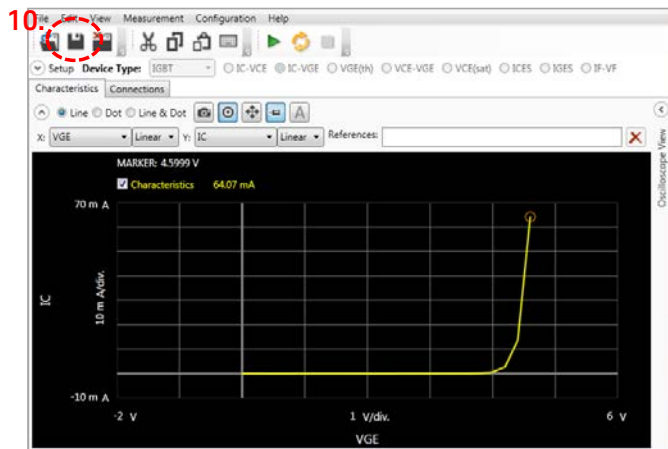 10.
File Edit View Measurement Configuration Help
Setup Device Type: IGBT IC-VCE IC-VGE VGE(th) VCE-VGE VCE(sat) ICES IGES IF-VF
Characteristics Connections
Line Dot Line & Dot A
X: VGE Linear Y: IC Linear References:
Oscilloscope View
MARKER: 4.5999 V
Characteristics 64.07 mA
70 m A
IC
10 m A/div.
-10 m A
-2 V 1 V/div. 6 V
VGE